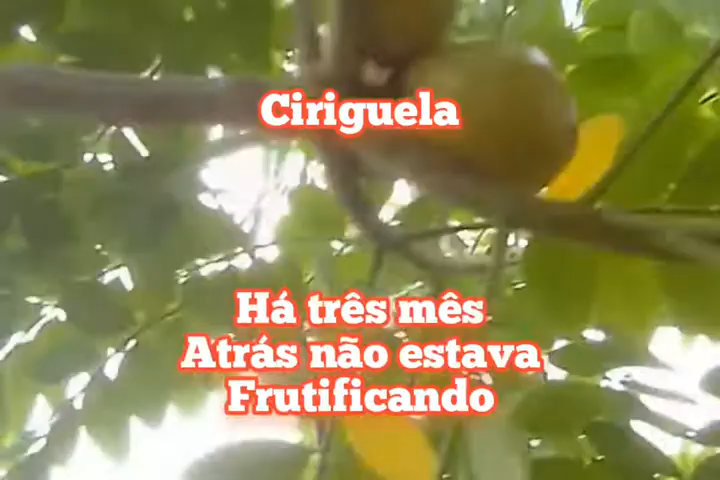 Ciriguela
Há três mês
Atrás não estava
Frutificando